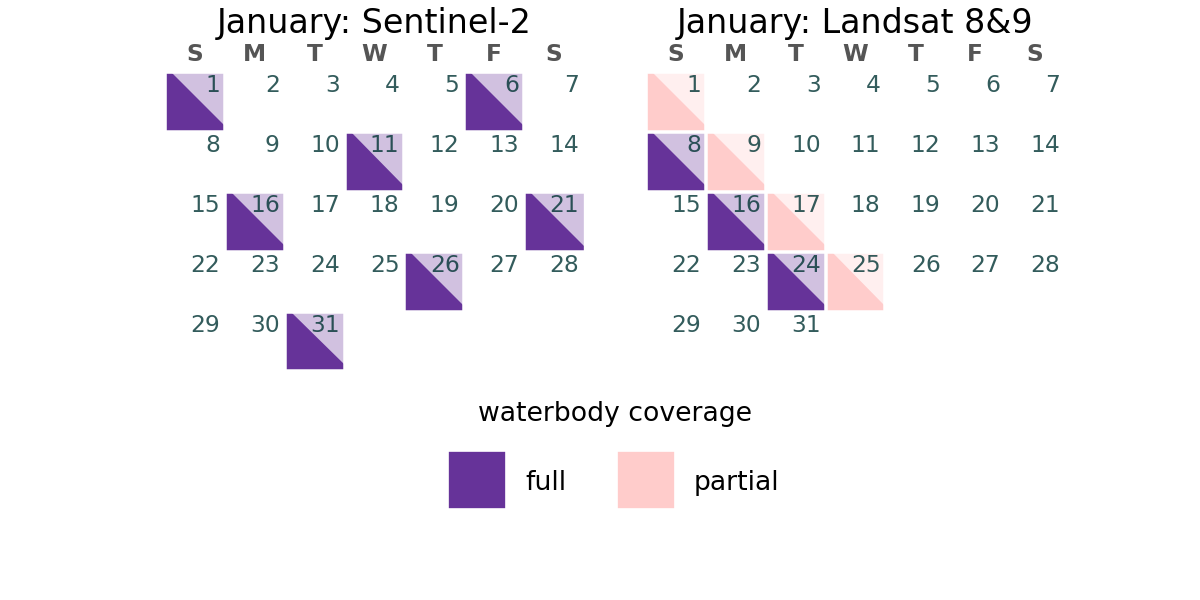 January: Sentinel-2
S M T W T F S
1 2 3 4 5 6 7
8 9 10 11 12 13 14
15 16 17 18 19 20 21
22 23 24 25 26 27 28
29 30 31
January: Landsat 8&9
S M T W T F S
1 2 3 4 5 6 7
8 9 10 11 12 13 14
15 16 17 18 19 20 21
22 23 24 25 26 27 28
29 30 31
waterbody coverage
full partial